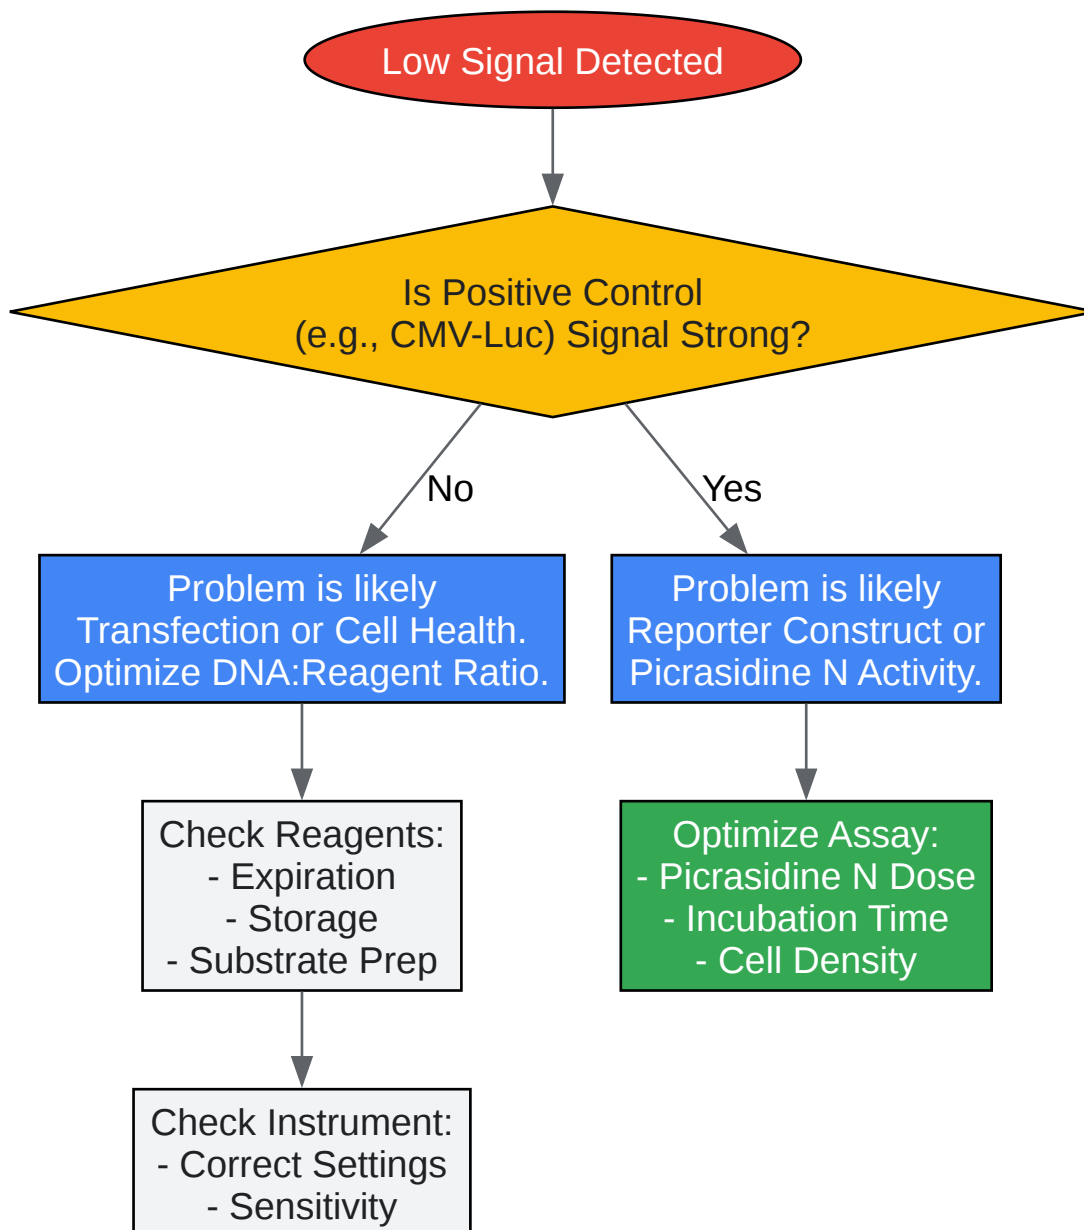 Low Signal Detected
Is Positive Control
(e.g., CMV-Luc) Signal Strong?
No
Yes
Problem is likely
Transfection or Cell Health.
Optimize DNA:Reagent Ratio.
Problem is likely
Reporter Construct or
Picrasidine N Activity.
Check Reagents:
- Expiration
- Storage
- Substrate Prep
Optimize Assay:
- Picrasidine N Dose
- Incubation Time
- Cell Density
Check Instrument:
- Correct Settings
- Sensitivity